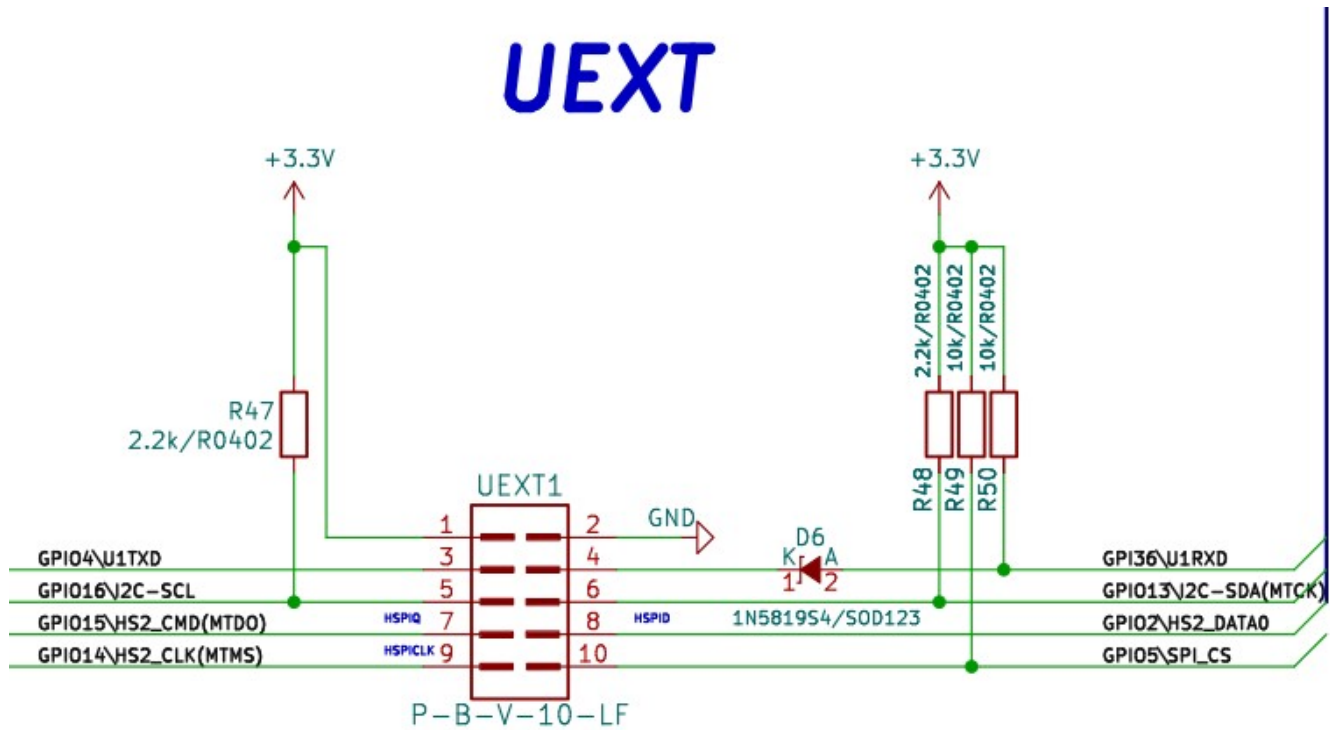 UEXT
+3.3V
+3.3V
2.2k/R0402
10k/R0402
10k/R0402
R47
2.2k/R0402
R48
R49
R50
UEXT1
1
2
GND
3
4
D6
K
A
1
2
GPIO4\U1TXD
GPI36\U1RXD
GPIO16\I2C-SCL
5
6
GPIO13\I2C-SDA(MTCK)
1N5819S4/SOD123
GPIO15\HS2_CMD(MTDO)
HSPIQ
7
8
HSPID
GPIO2\HS2_DATA0
GPIO14\HS2_CLK(MTMS)
HSPICLK
9
10
GPIO5\SPI_CS
P-B-V-10-LF